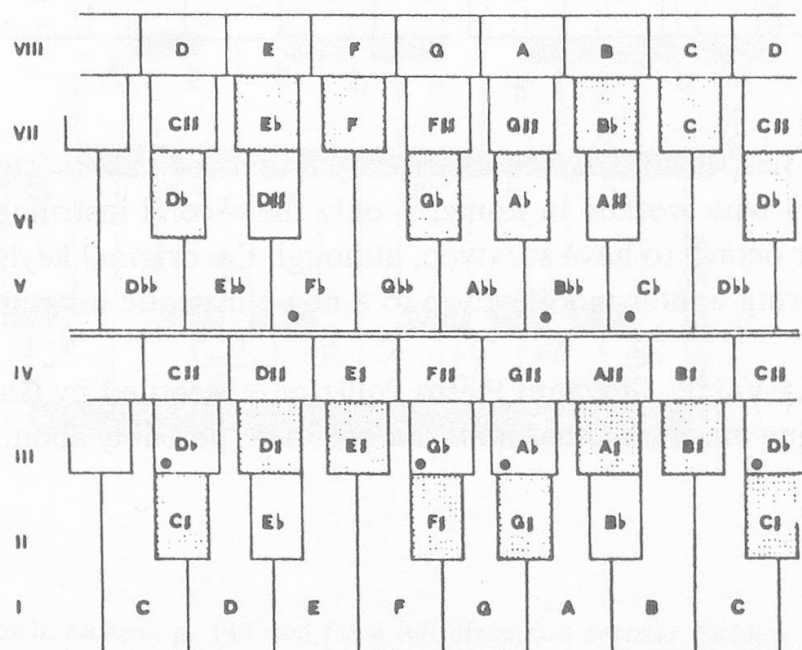 VIII D E F G A B C D
VII C♯♯ E♭ F F♯♯ G♯♯ B♭ C C♯♯
VI D♭ D♯♯ G♭ A♭ A♯♯ D♭
V D♭♭ E♭♭ F♭ G♭♭ A♭♭ B♭♭ C♭ D♭♭
IV C♯♯ D♯♯ E♯ F♯♯ G♯♯ A♯♯ B♯ C♯♯
III D♭ D♯ E♯ G♭ A♭ A♯ B♯ D♭
II C♯ E♭ F♯ G♯ B♭ C♯
I C D E F G A B C